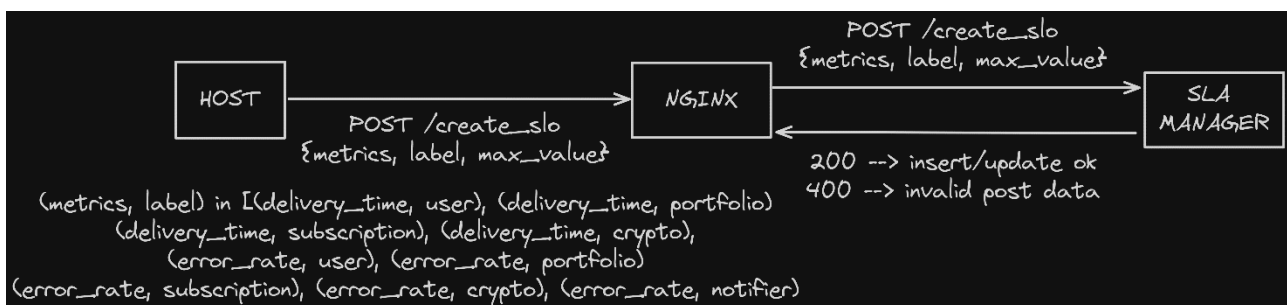 HOST
POST /create_slo
{metrics, label, max_value}
NGINX
POST /create_slo
{metrics, label, max_value}
SLA
MANAGER
200 --> insert/update ok
400 --> invalid post data
(metrics, label) in [(delivery_time, user), (delivery_time, portfolio)
(delivery_time, subscription), (delivery_time, crypto),
(error_rate, user), (error_rate, portfolio)
(error_rate, subscription), (error_rate, crypto), (error_rate, notifier)